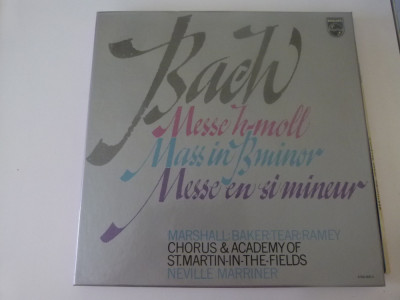 Bach
Messe h-moll
Mass in B minor
Messe en si mineur
MARSHALL·BAKER·TEAR·RAMEY
CHORUS & ACADEMY OF
ST.MARTIN-IN-THE-FIELDS
NEVILLE MARRINER